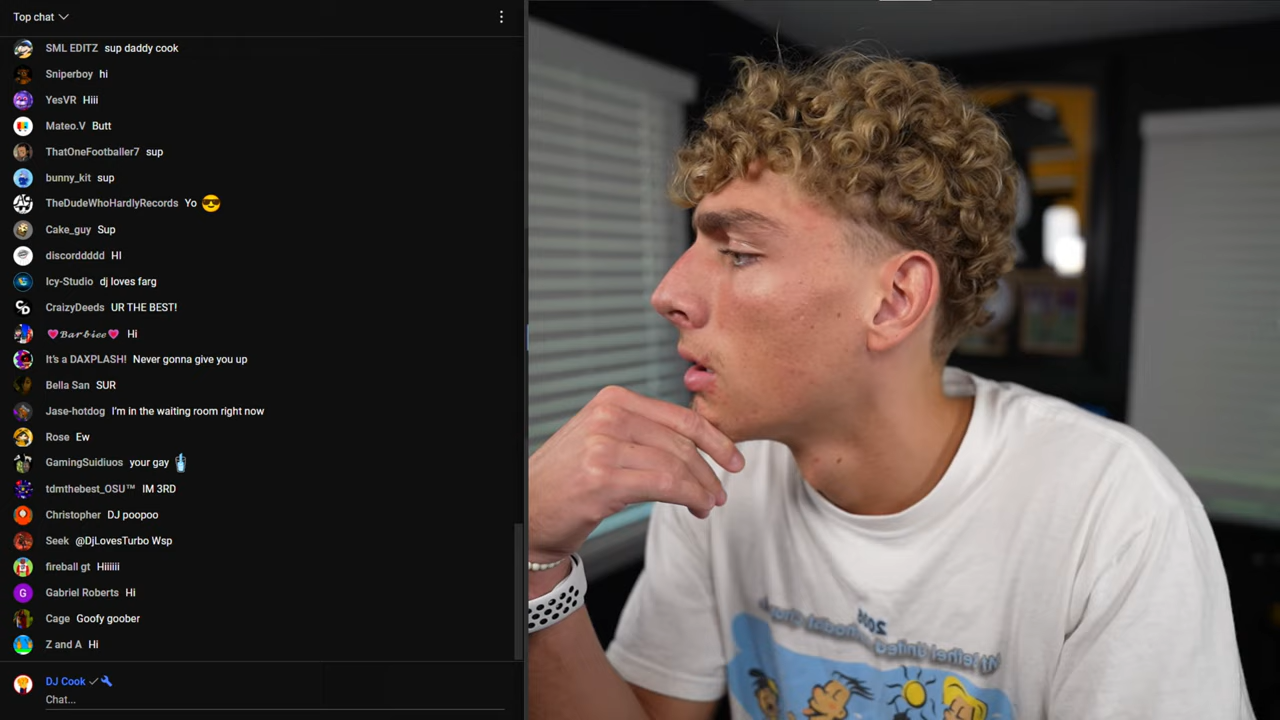 Top chat
SML EDITZ sup daddy cook
Sniperboy hi
YesVR Hiii
Mateo.V Butt
ThatOneFootballer7 sup
bunny_kit sup
TheDudeWhoHardlyRecords Yo 😎
Cake_guy Sup
discorddddd HI
Icy-Studio dj loves farg
CraizyDeeds UR THE BEST!
💗𝓑𝓪𝓻𝓫𝓲𝓮𝓮💗 Hi
It's a DAXPLASH! Never gonna give you up
Bella San SUR
Jase-hotdog I'm in the waiting room right now
Rose Ew
GamingSuidiuos your gay
tdmthebest_OSU™ IM 3RD
Christopher DJ poopoo
Seek @DjLovesTurbo Wsp
fireball gt Hiiiiii
G Gabriel Roberts Hi
Cage Goofy goober
Z and A Hi
DJ Cook
Chat...
2005
Bethel United